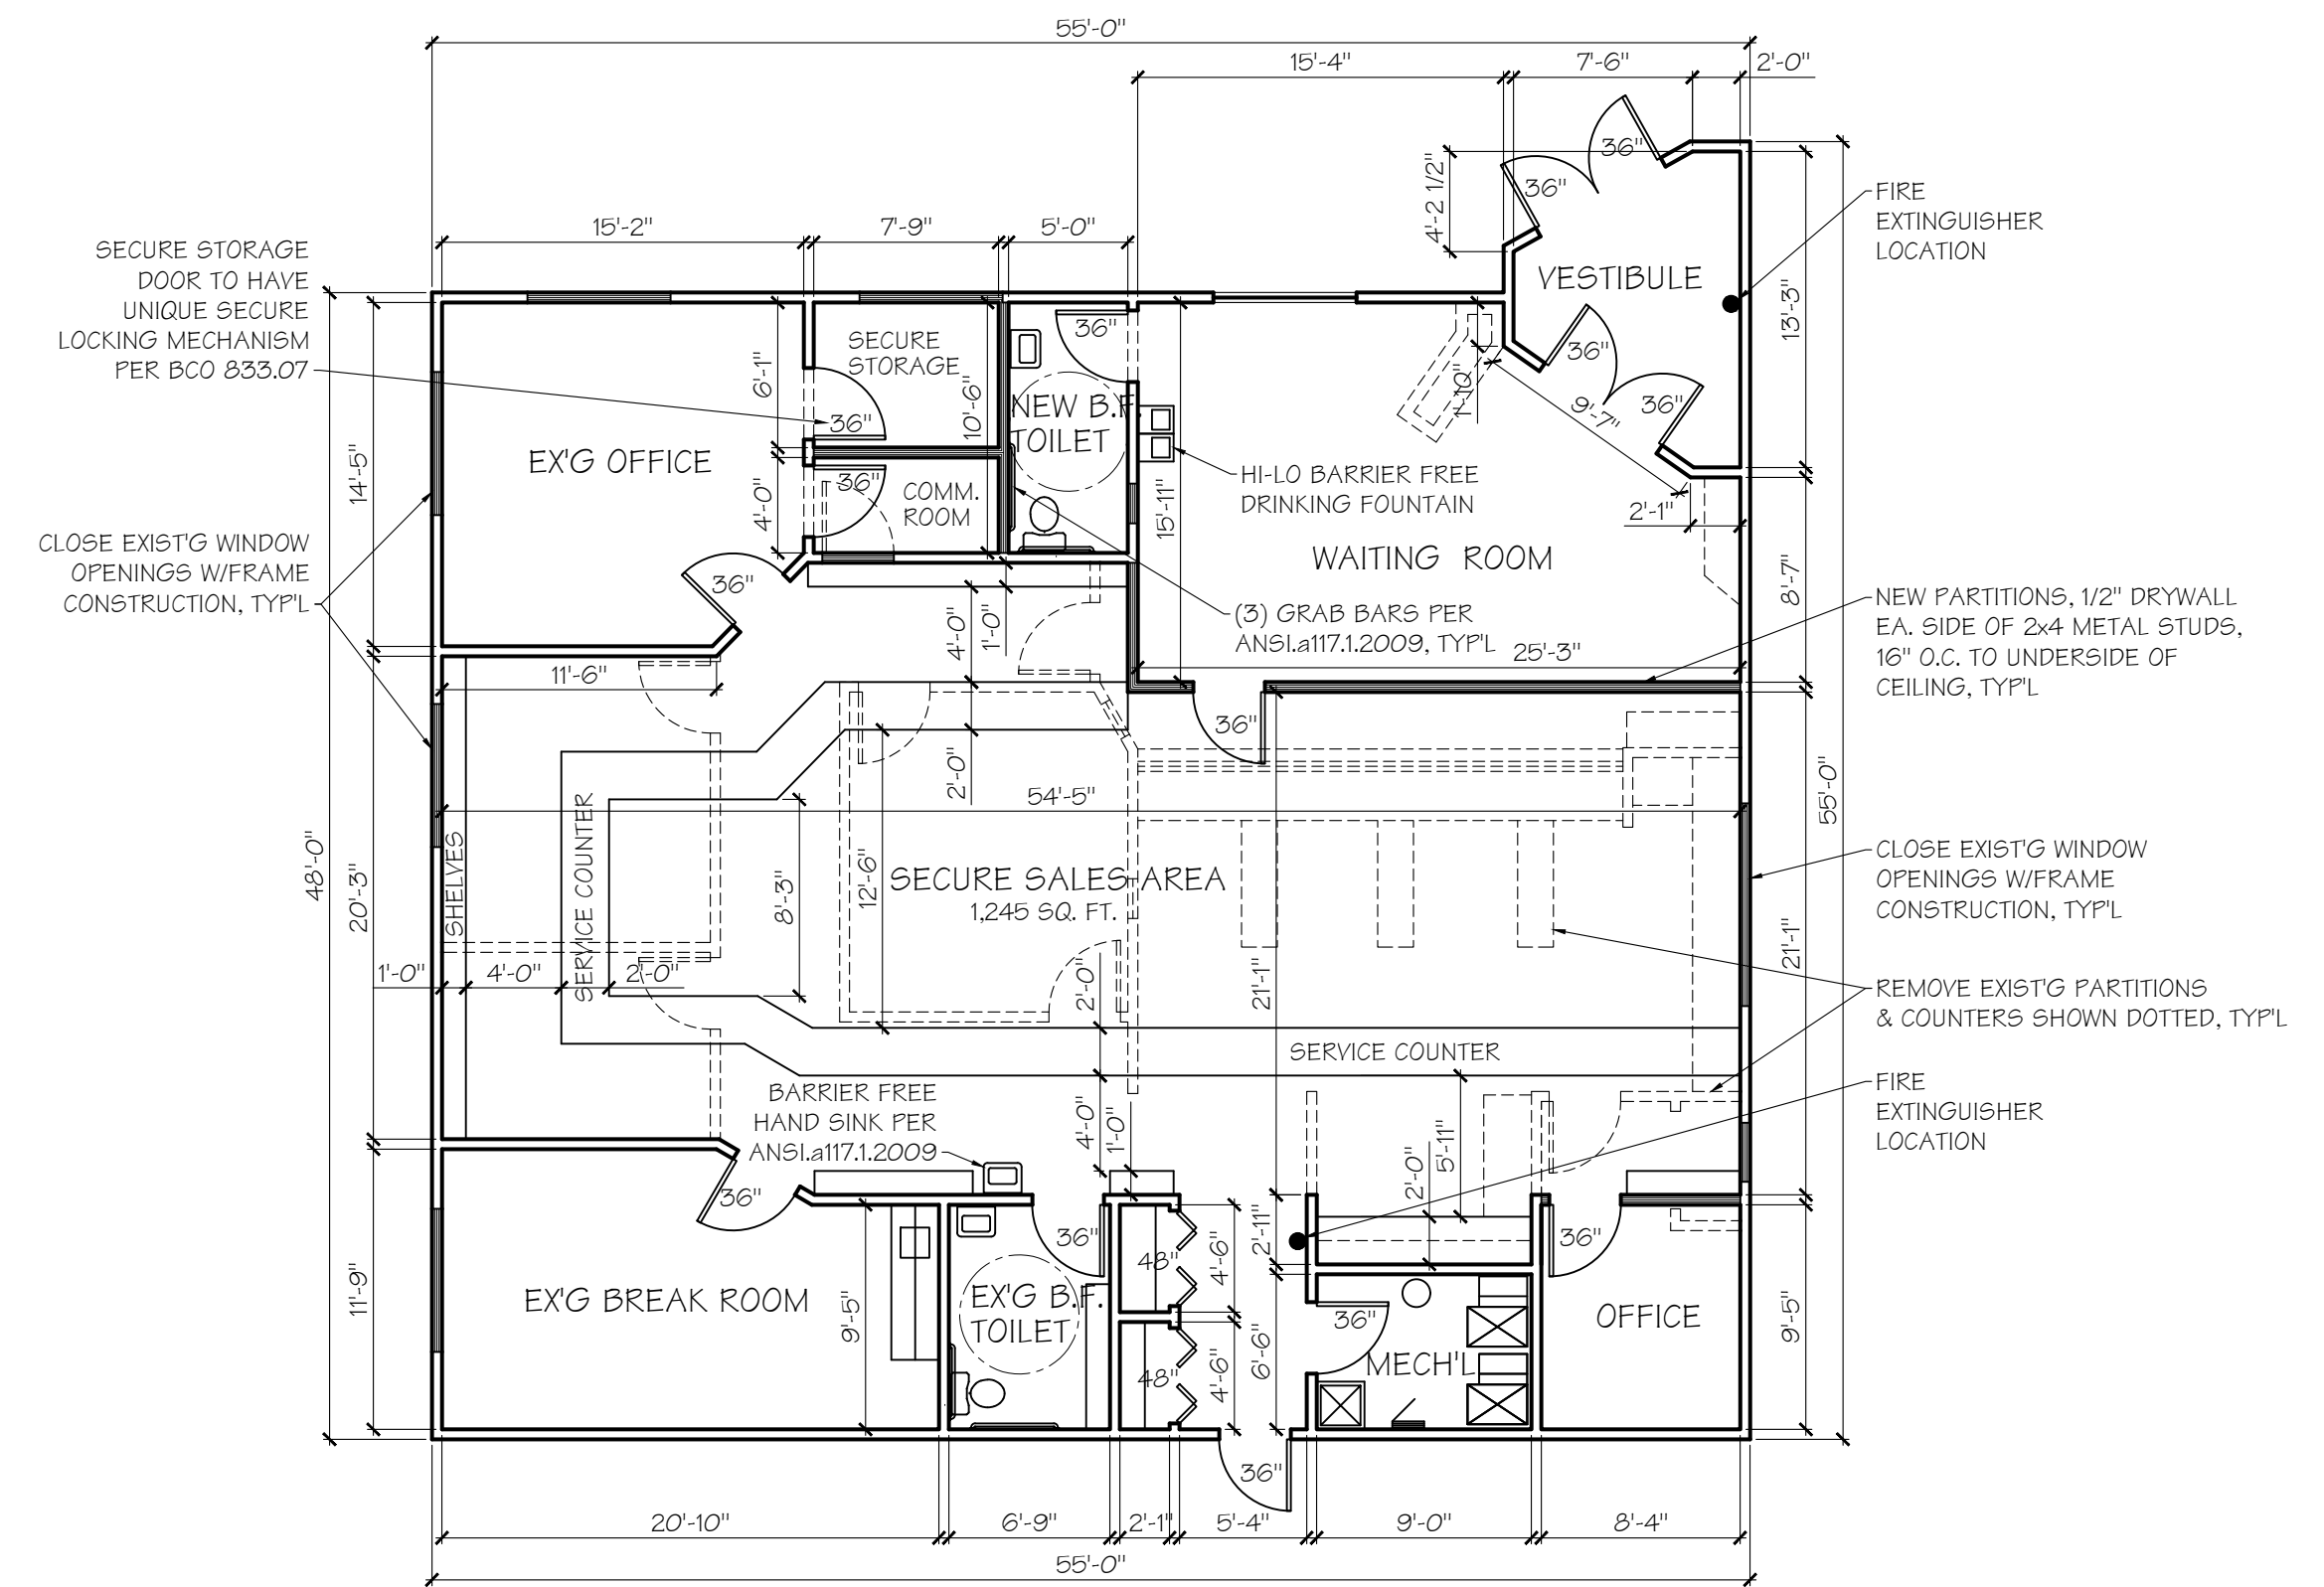 55'-0"
15'-4"
7'-6"
2'-0"
36"
4'-2 1/2"
36"
FIRE
EXTINGUISHER
LOCATION
15'-2"
7'-9"
5'-0"
SECURE STORAGE
DOOR TO HAVE
UNIQUE SECURE
LOCKING MECHANISM
PER BCO 833.07
VESTIBULE
13'-3"
36"
SECURE
STORAGE
6'-1"
10'-6"
36"
36"
36"
1'-10"
9'-7"
NEW B.F.
TOILET
14'-5"
EX'G OFFICE
36"
COMM.
ROOM
4'-0"
15'-11"
HI-LO BARRIER FREE
DRINKING FOUNTAIN
2'-1"
CLOSE EXIST'G WINDOW
OPENINGS W/FRAME
CONSTRUCTION, TYP'L
WAITING ROOM
36"
8'-7"
(3) GRAB BARS PER
ANSI.a117.1.2009, TYP'L
NEW PARTITIONS, 1/2" DRYWALL
EA. SIDE OF 2x4 METAL STUDS,
16" O.C. TO UNDERSIDE OF
CEILING, TYP'L
4'-0"
1'-0"
25'-3"
11'-6"
36"
2'-0"
54'-5"
55'-0"
48'-0"
20'-3"
SHELVES
SERVICE COUNTER
8'-3"
12'-6"
SECURE SALES AREA
1,245 SQ. FT.
CLOSE EXIST'G WINDOW
OPENINGS W/FRAME
CONSTRUCTION, TYP'L
21'-1"
21'-1"
1'-0"
4'-0"
2'-0"
2'-0"
REMOVE EXIST'G PARTITIONS
& COUNTERS SHOWN DOTTED, TYP'L
SERVICE COUNTER
FIRE
EXTINGUISHER
LOCATION
BARRIER FREE
HAND SINK PER
ANSI.a117.1.2009
4'-0"
1'-0"
5'-11"
2'-0"
36"
36"
48"
4'-6"
2'-11"
36"
11'-9"
EX'G BREAK ROOM
9'-5"
EX'G B.F.
TOILET
36"
OFFICE
9'-5"
MECH'L
48"
4'-6"
6'-6"
36"
20'-10"
6'-9"
2'-1"
5'-4"
9'-0"
8'-4"
55'-0"